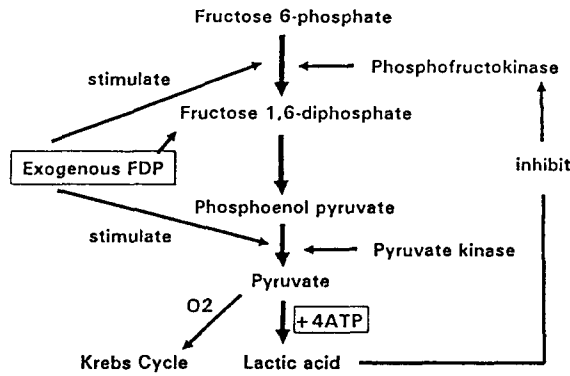 Fructose 6-phosphate
stimulate
Phosphofructokinase
Fructose 1,6-diphosphate
Exogenous FDP
inhibit
Phosphoenol pyruvate
stimulate
Pyruvate kinase
Pyruvate
O2
+4ATP
Krebs Cycle
Lactic acid